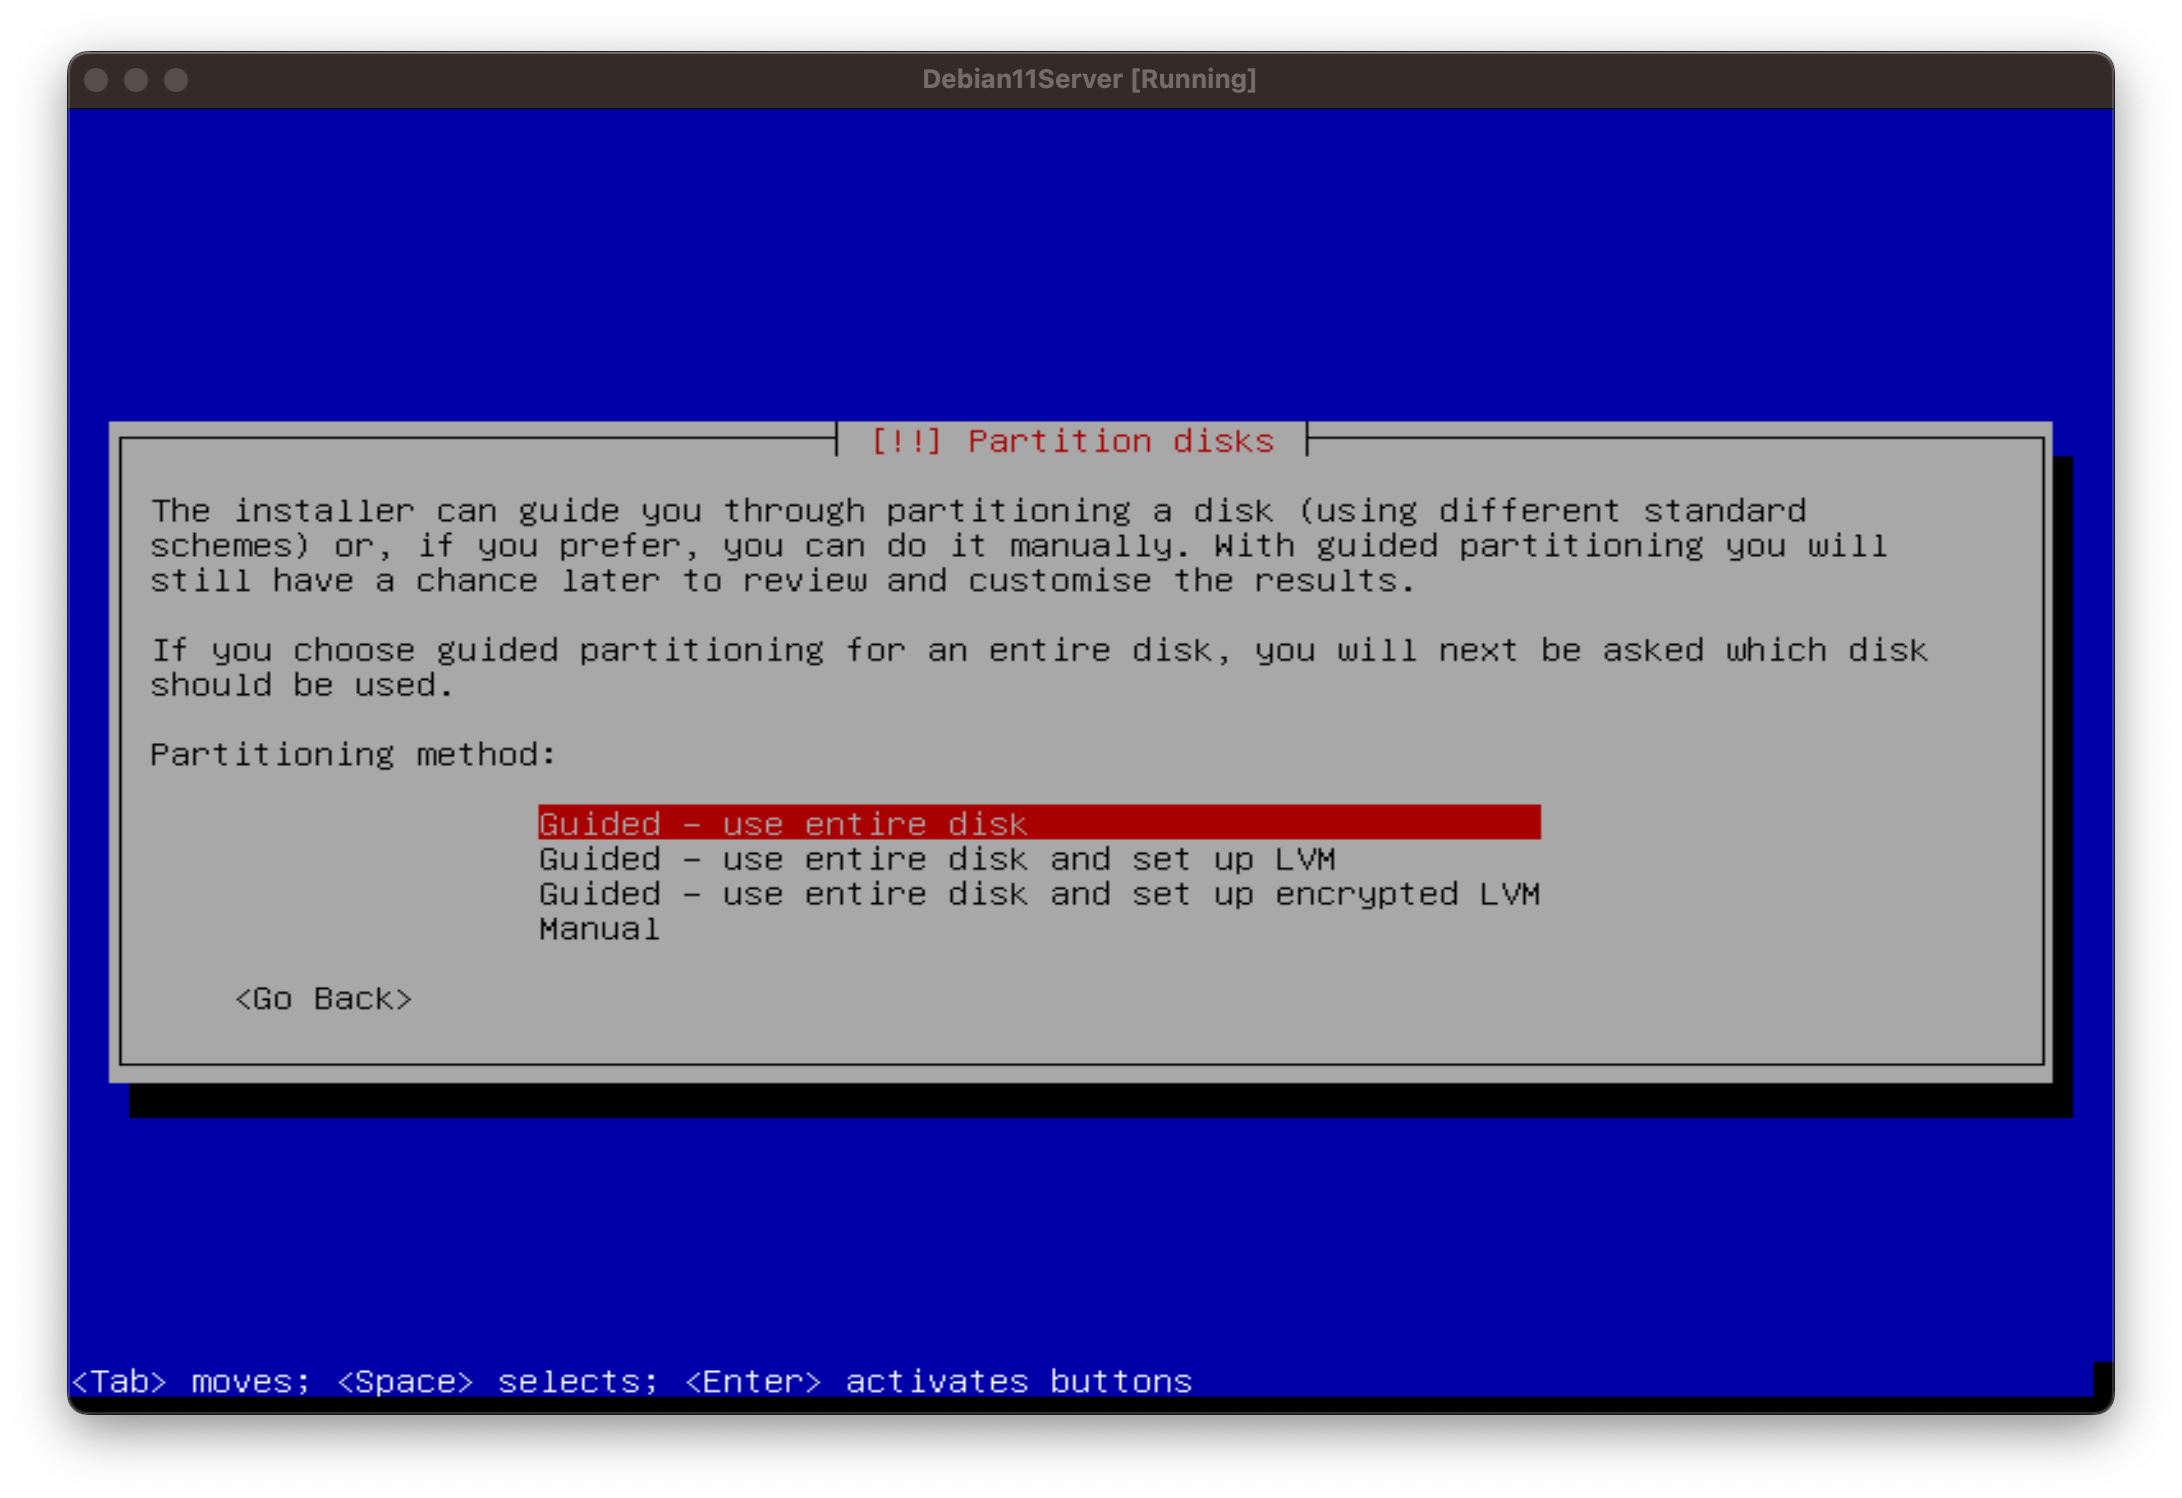 Debian11Server [Running]
[!!] Partition disks
The installer can guide you through partitioning a disk (using different standard
schemes) or, if you prefer, you can do it manually. With guided partitioning you will
still have a chance later to review and customise the results.
If you choose guided partitioning for an entire disk, you will next be asked which disk
should be used.
Partitioning method:
Guided - use entire disk
Guided - use entire disk and set up LVM
Guided - use entire disk and set up encrypted LVM
Manual
<Go Back>
<Tab> moves; <Space> selects; <Enter> activates buttons